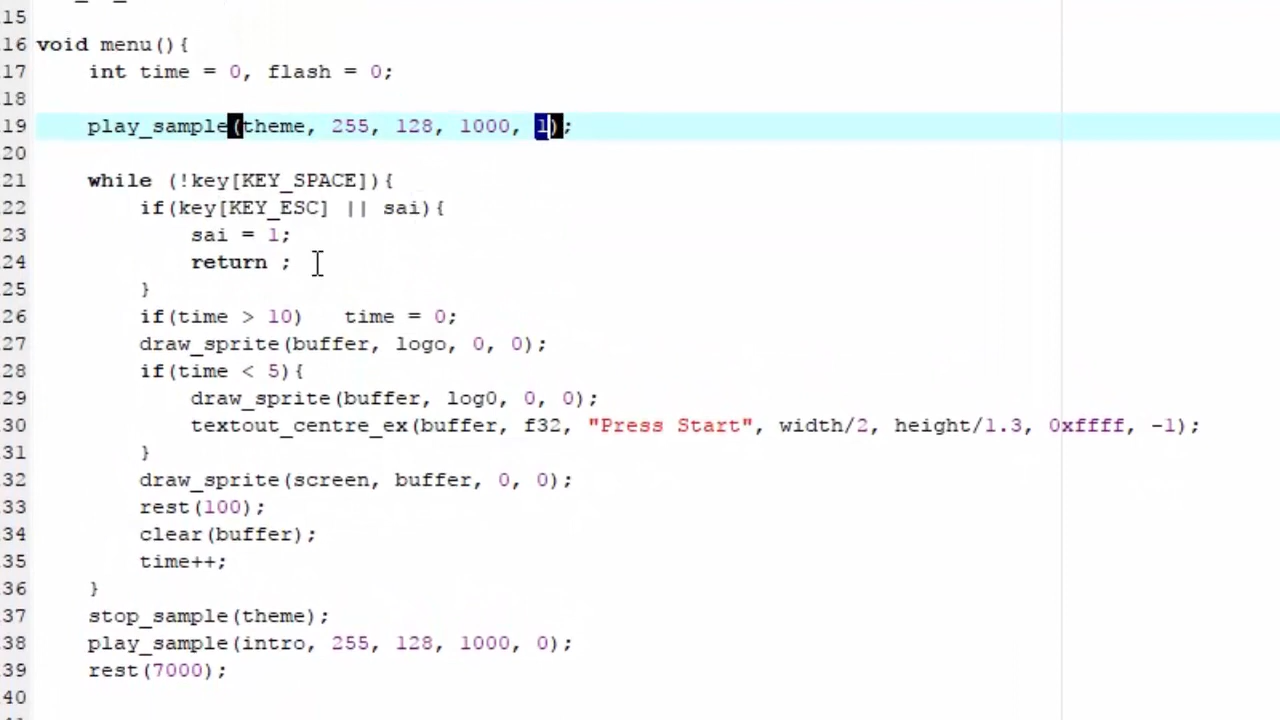 15
16 void menu(){
17     int time = 0, flash = 0;
18
19     play_sample(theme, 255, 128, 1000, 1);
20
21     while (!key[KEY_SPACE]){
22         if(key[KEY_ESC] || sai){
23             sai = 1;
24             return ;
25         }
26         if(time > 10)   time = 0;
27         draw_sprite(buffer, logo, 0, 0);
28         if(time < 5){
29             draw_sprite(buffer, log0, 0, 0);
30             textout_centre_ex(buffer, f32, "Press Start", width/2, height/1.3, 0xffff, -1);
31         }
32         draw_sprite(screen, buffer, 0, 0);
33         rest(100);
34         clear(buffer);
35         time++;
36     }
37     stop_sample(theme);
38     play_sample(intro, 255, 128, 1000, 0);
39     rest(7000);
40